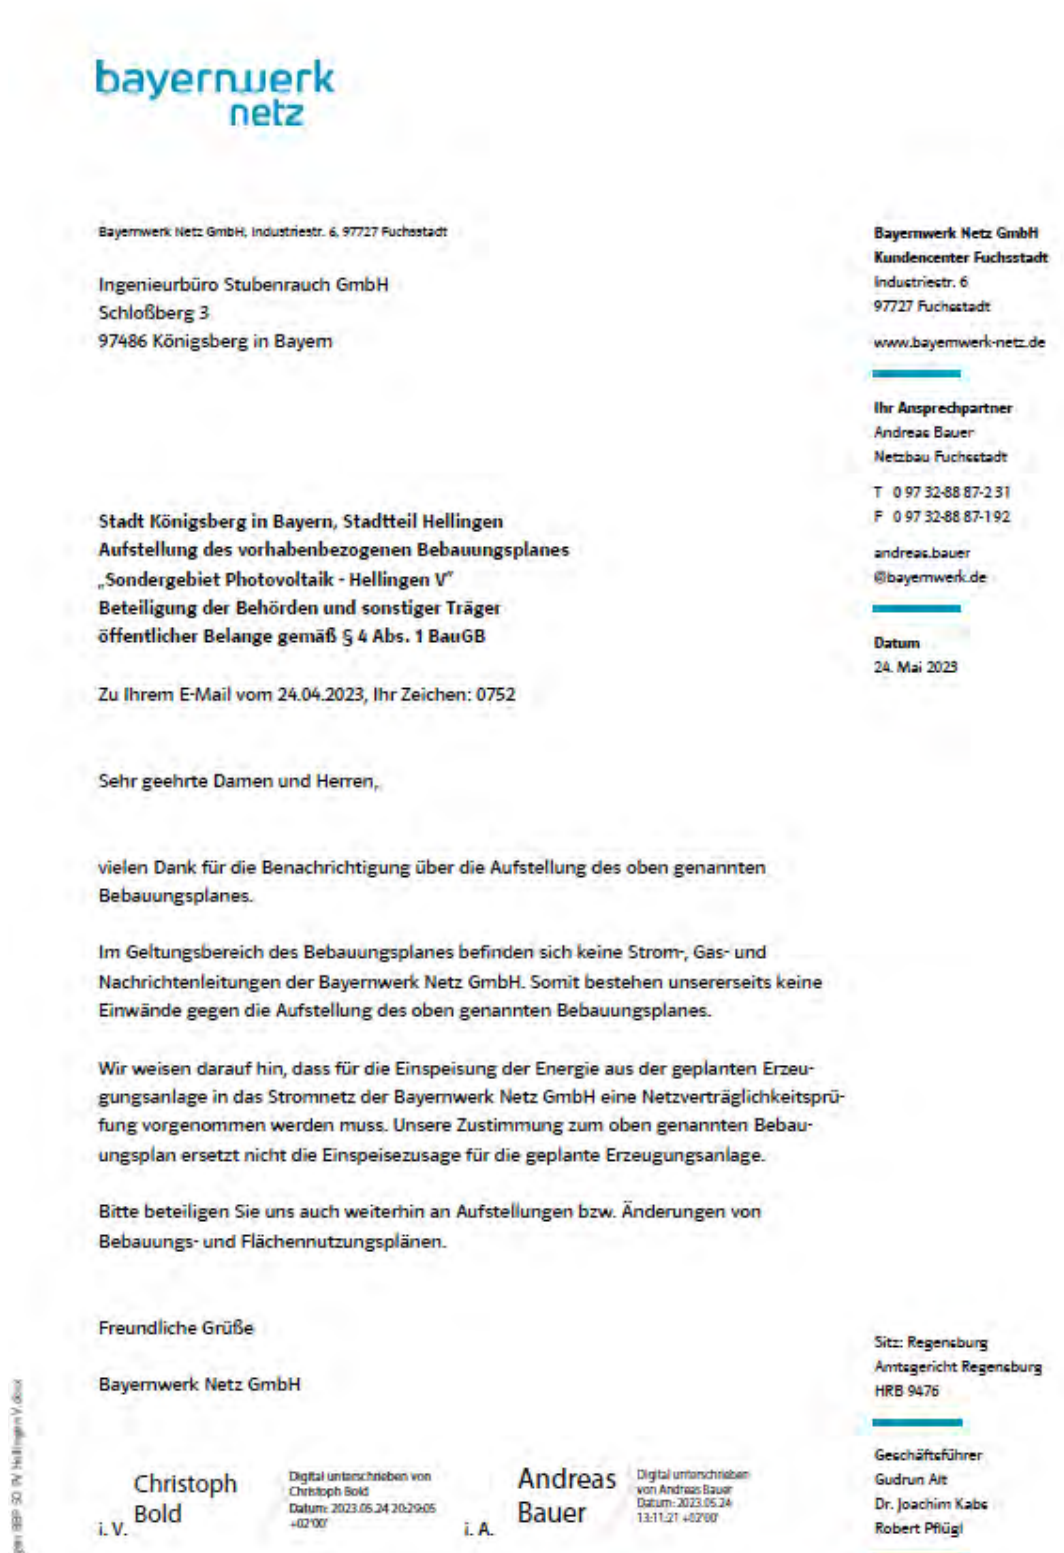 bayernwerk
netz
Bayernwerk Netz GmbH, Industriestr. 6, 97727 Fuchsstadt
Ingenieurbüro Stubenrauch GmbH
Schloßberg 3
97486 Königsberg in Bayern
Bayernwerk Netz GmbH
Kundencenter Fuchsstadt
Industriestr. 6
97727 Fuchsstadt
www.bayernwerk-netz.de
Ihr Ansprechpartner
Andreas Bauer
Netzbau Fuchsstadt
T 0 97 32-88 87-2 31
F 0 97 32-88 87-1 92
andreas.bauer
@bayernwerk.de
Datum
24. Mai 2023
Stadt Königsberg in Bayern, Stadtteil Hellingen
Aufstellung des vorhabenbezogenen Bebauungsplanes
„Sondergebiet Photovoltaik - Hellingen V"
Beteiligung der Behörden und sonstiger Träger
öffentlicher Belange gemäß § 4 Abs. 1 BauGB
Zu Ihrem E-Mail vom 24.04.2023, Ihr Zeichen: 0752
Sehr geehrte Damen und Herren,
vielen Dank für die Benachrichtigung über die Aufstellung des oben genannten
Bebauungsplanes.
Im Geltungsbereich des Bebauungsplanes befinden sich keine Strom-, Gas- und
Nachrichtenleitungen der Bayernwerk Netz GmbH. Somit bestehen unsererseits keine
Einwände gegen die Aufstellung des oben genannten Bebauungsplanes.
Wir weisen darauf hin, dass für die Einspeisung der Energie aus der geplanten Erzeu-
gungsanlage in das Stromnetz der Bayernwerk Netz GmbH eine Netzverträglichkeitsprü-
fung vorgenommen werden muss. Unsere Zustimmung zum oben genannten Bebau-
ungsplan ersetzt nicht die Einspeisezusage für die geplante Erzeugungsanlage.
Bitte beteiligen Sie uns auch weiterhin an Aufstellungen bzw. Änderungen von
Bebauungs- und Flächennutzungsplänen.
Freundliche Grüße
Bayernwerk Netz GmbH
i. V.
Christoph
Bold
Digital unterschrieben von
Christoph Bold
Datum: 2023.05.24 20:29:05
+02'00'
i. A.
Andreas
Bauer
Digital unterschrieben
von Andreas Bauer
Datum: 2023.05.24
13:11:21 +02'00'
Sitz: Regensburg
Amtsgericht Regensburg
HRB 9476
Geschäftsführer
Gudrun Alt
Dr. Joachim Kabs
Robert Pflügl
BBP SO PV Hellingen V.docx